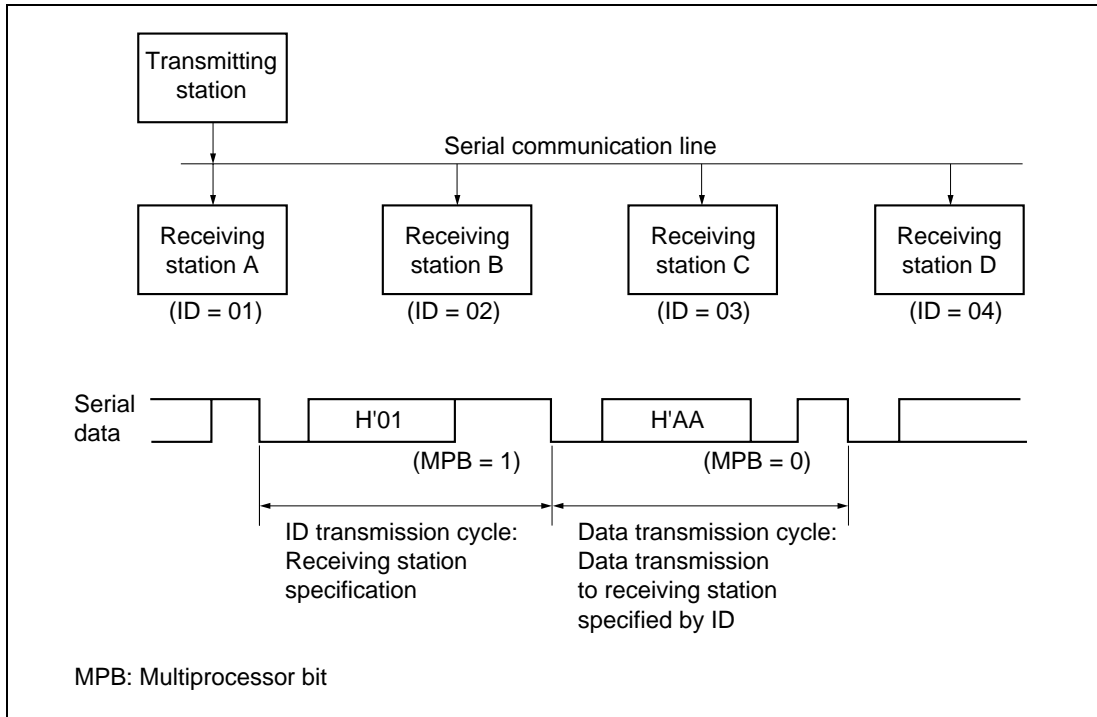 Transmitting
station
Serial communication line
Receiving
station A
(ID = 01)
Receiving
station B
(ID = 02)
Receiving
station C
(ID = 03)
Receiving
station D
(ID = 04)
Serial
data
H'01
H'AA
(MPB = 1)
(MPB = 0)
ID transmission cycle:
Receiving station
specification
Data transmission cycle:
Data transmission
to receiving station
specified by ID
MPB: Multiprocessor bit